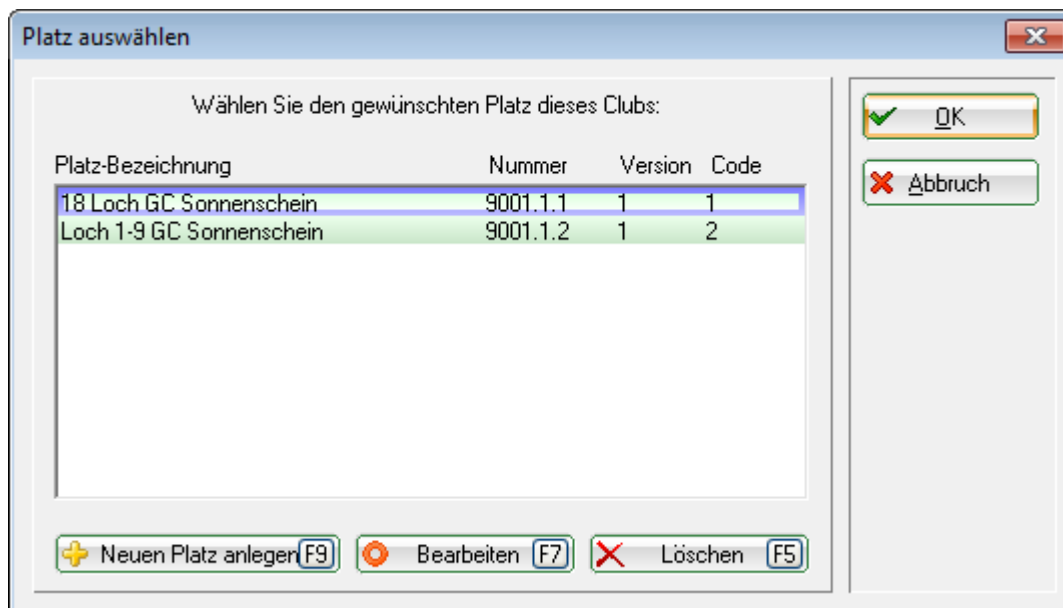 Platz auswählen
Wählen Sie den gewünschten Platz dieses Clubs:
OK
Abbruch
Platz-Bezeichnung Nummer Version Code
18 Loch GC Sonnenschein 9001.1.1 1 1
Loch 1-9 GC Sonnenschein 9001.1.2 1 2
Neuen Platz anlegen F9 Bearbeiten F7 Löschen F5